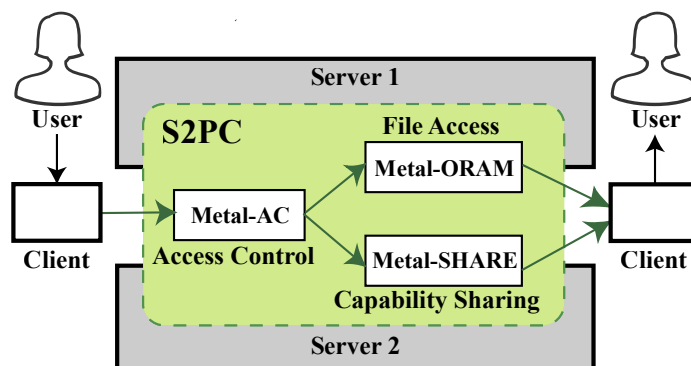 Server 1
User
User
S2PC
File Access
Metal-ORAM
Metal-AC
Access Control
Client
Client
Metal-SHARE
Capability Sharing
Server 2